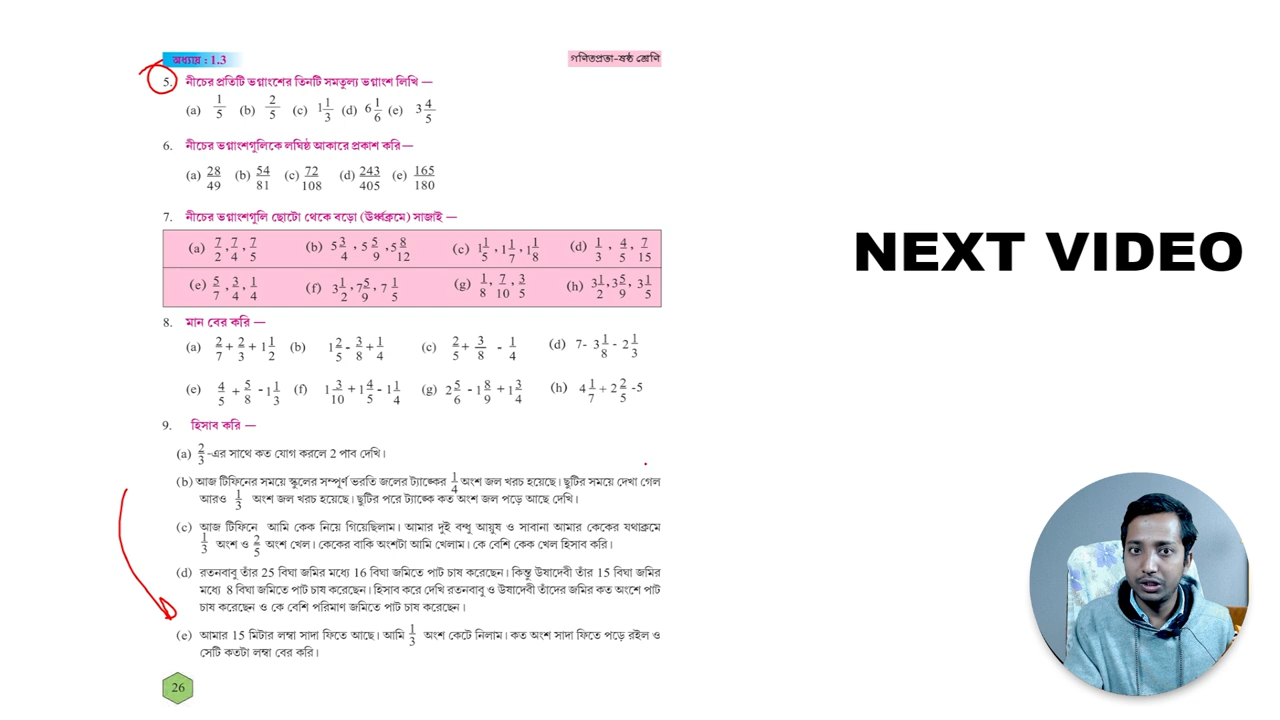 অধ্যায় : 1.3
গণিতপ্রভা-ষষ্ঠ শ্রেণি
5. নীচের প্রতিটি ভগ্নাংশের তিনটি সমতুল্য ভগ্নাংশ লিখি —
(a) 1/5 (b) 2/5 (c) 1 1/3 (d) 6 1/6 (e) 3 4/5
6. নীচের ভগ্নাংশগুলিকে লঘিষ্ঠ আকারে প্রকাশ করি —
(a) 28/49 (b) 54/81 (c) 72/108 (d) 243/405 (e) 165/180
7. নীচের ভগ্নাংশগুলি ছোটো থেকে বড়ো (ঊর্ধ্বক্রমে) সাজাই —
(a) 7/2, 7/4, 7/5 (b) 5 3/4, 5 5/9, 5 8/12 (c) 1 1/5, 1 1/7, 1 1/8 (d) 1/3, 4/5, 7/15
(e) 5/7, 3/4, 1/4 (f) 3 1/2, 7 5/9, 7 1/5 (g) 1/8, 7/10, 3/5 (h) 3 1/2, 3 5/9, 3 1/5
8. মান বের করি —
(a) 2/7 + 2/3 + 1 1/2 (b) 1 2/5 - 3/8 + 1/4 (c) 2/5 + 3/8 - 1/4 (d) 7 - 3 1/8 - 2 1/3
(e) 4/5 + 5/8 - 1 1/3 (f) 1 3/10 + 1 4/5 - 1 1/4 (g) 2 5/6 - 1 8/9 + 1 3/4 (h) 4 1/7 + 2 2/5 - 5
9. হিসাব করি —
(a) 2/3 -এর সাথে কত যোগ করলে 2 পাব দেখি।
(b) আজ টিফিনের সময়ে স্কুলের সম্পূর্ণ ভরতি জলের ট্যাঙ্কের 1/4 অংশ জল খরচ হয়েছে। ছুটির সময়ে দেখা গেল
আরও 1/3 অংশ জল খরচ হয়েছে। ছুটির পরে ট্যাঙ্কে কত অংশ জল পড়ে আছে দেখি।
(c) আজ টিফিনে আমি কেক নিয়ে গিয়েছিলাম। আমার দুই বন্ধু আয়ুষ ও সাবানা আমার কেকের যথাক্রমে
1/3 অংশ ও 2/5 অংশ খেল। কেকের বাকি অংশটা আমি খেলাম। কে বেশি কেক খেল হিসাব করি।
(d) রতনবাবু তাঁর 25 বিঘা জমির মধ্যে 16 বিঘা জমিতে পাট চাষ করেছেন। কিন্তু উষাদেবী তাঁর 15 বিঘা জমির
মধ্যে 8 বিঘা জমিতে পাট চাষ করেছেন। হিসাব করে দেখি রতনবাবু ও উষাদেবী তাঁদের জমির কত অংশে পাট
চাষ করেছেন ও কে বেশি পরিমাণ জমিতে পাট চাষ করেছেন।
(e) আমার 15 মিটার লম্বা সাদা ফিতে আছে। আমি 1/3 অংশ কেটে নিলাম। কত অংশ সাদা ফিতে পড়ে রইল ও
সেটি কতটা লম্বা বের করি।
26
NEXT VIDEO